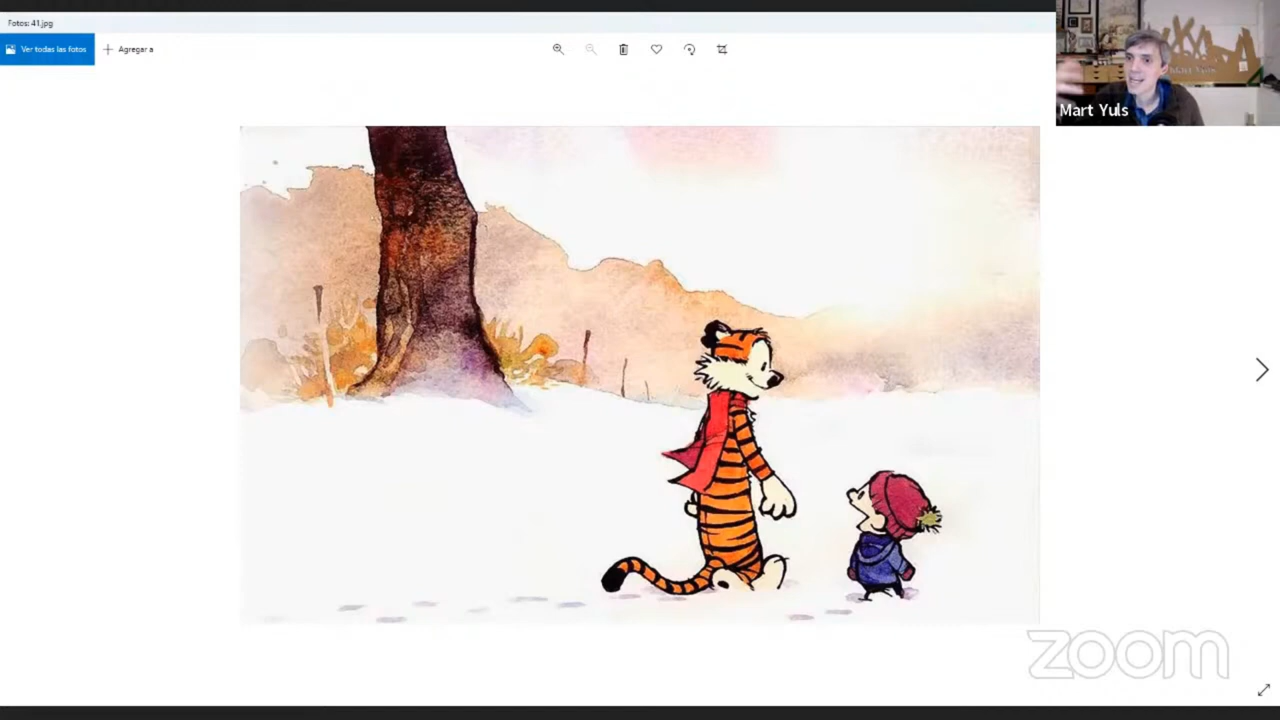 Fotos: 41.jpg
Ver todas las fotos
Agregar a
Mart Yuls
zoom